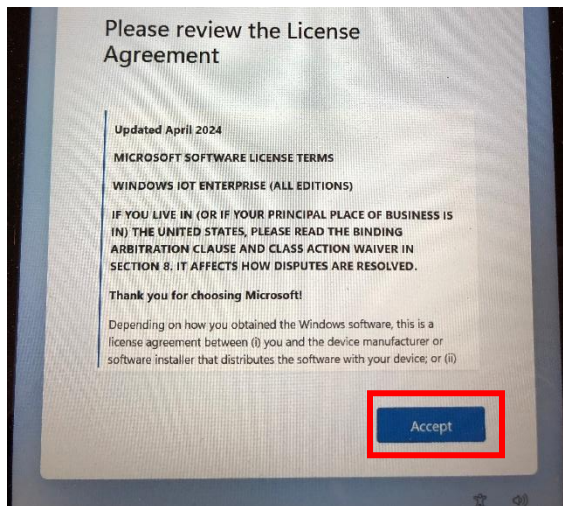 Please review the License
Agreement
Updated April 2024
MICROSOFT SOFTWARE LICENSE TERMS
WINDOWS IOT ENTERPRISE (ALL EDITIONS)
IF YOU LIVE IN (OR IF YOUR PRINCIPAL PLACE OF BUSINESS IS
IN) THE UNITED STATES, PLEASE READ THE BINDING
ARBITRATION CLAUSE AND CLASS ACTION WAIVER IN
SECTION 8. IT AFFECTS HOW DISPUTES ARE RESOLVED.
Thank you for choosing Microsoft!
Depending on how you obtained the Windows software, this is a
license agreement between (i) you and the device manufacturer or
software installer that distributes the software with your device; or (ii)
Accept